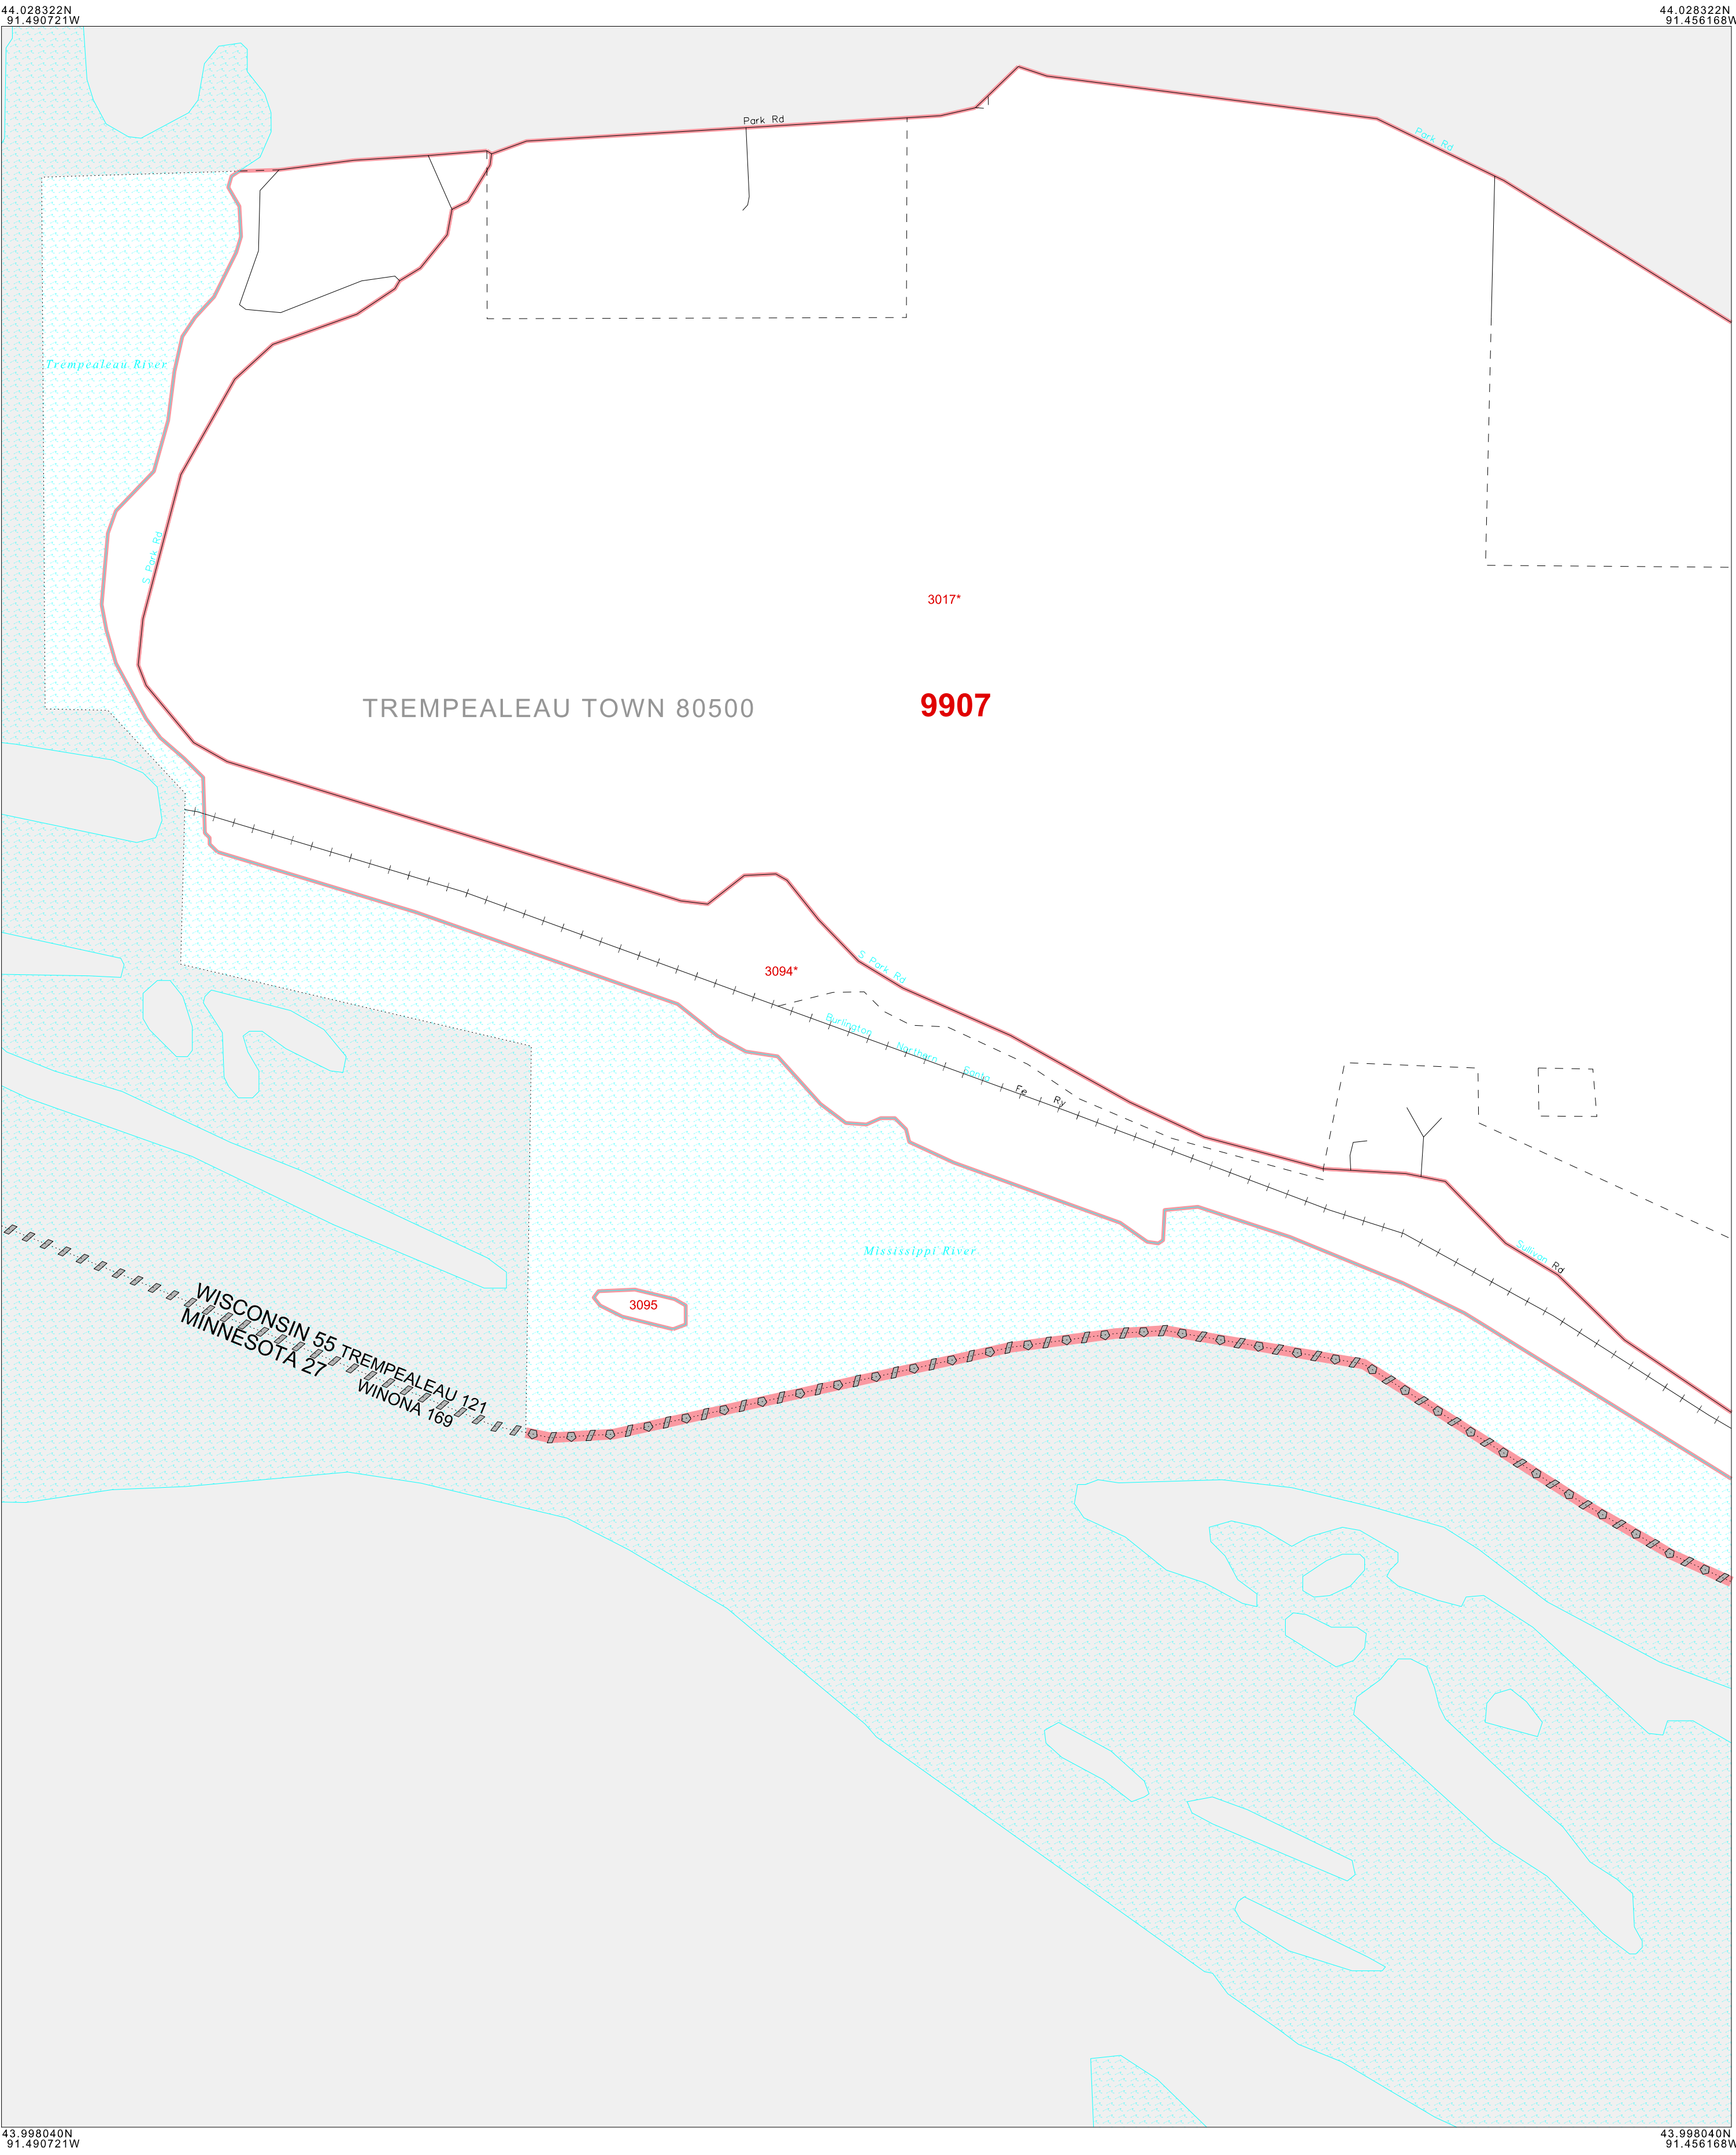 44.028322N
91.490721W
44.028322N
91.456168W
Park Rd
Park Rd
Trempealeau River
S Park Rd
3017*
TREMPEALEAU TOWN 80500
9907
3094*
S Park Rd
Burlington Northern Santa Fe Ry
Mississippi River
Sullivan Rd
3095
WISCONSIN 55 TREMPEALEAU 121
MINNESOTA 27 WINONA 169
43.998040N
91.490721W
43.998040N
91.456168W